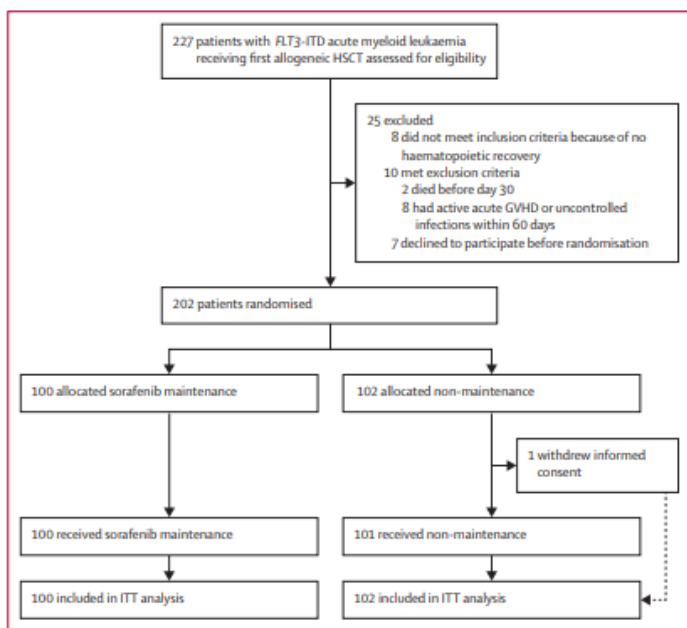 227 patients with FLT3-ITD acute myeloid leukaemia
receiving first allogeneic HSCT assessed for eligibility
25 excluded
8 did not meet inclusion criteria because of no
haematopoietic recovery
10 met exclusion criteria
2 died before day 30
8 had active acute GVHD or uncontrolled
infections within 60 days
7 declined to participate before randomisation
202 patients randomised
100 allocated sorafenib maintenance
102 allocated non-maintenance
1 withdrew informed
consent
100 received sorafenib maintenance
101 received non-maintenance
100 included in ITT analysis
102 included in ITT analysis